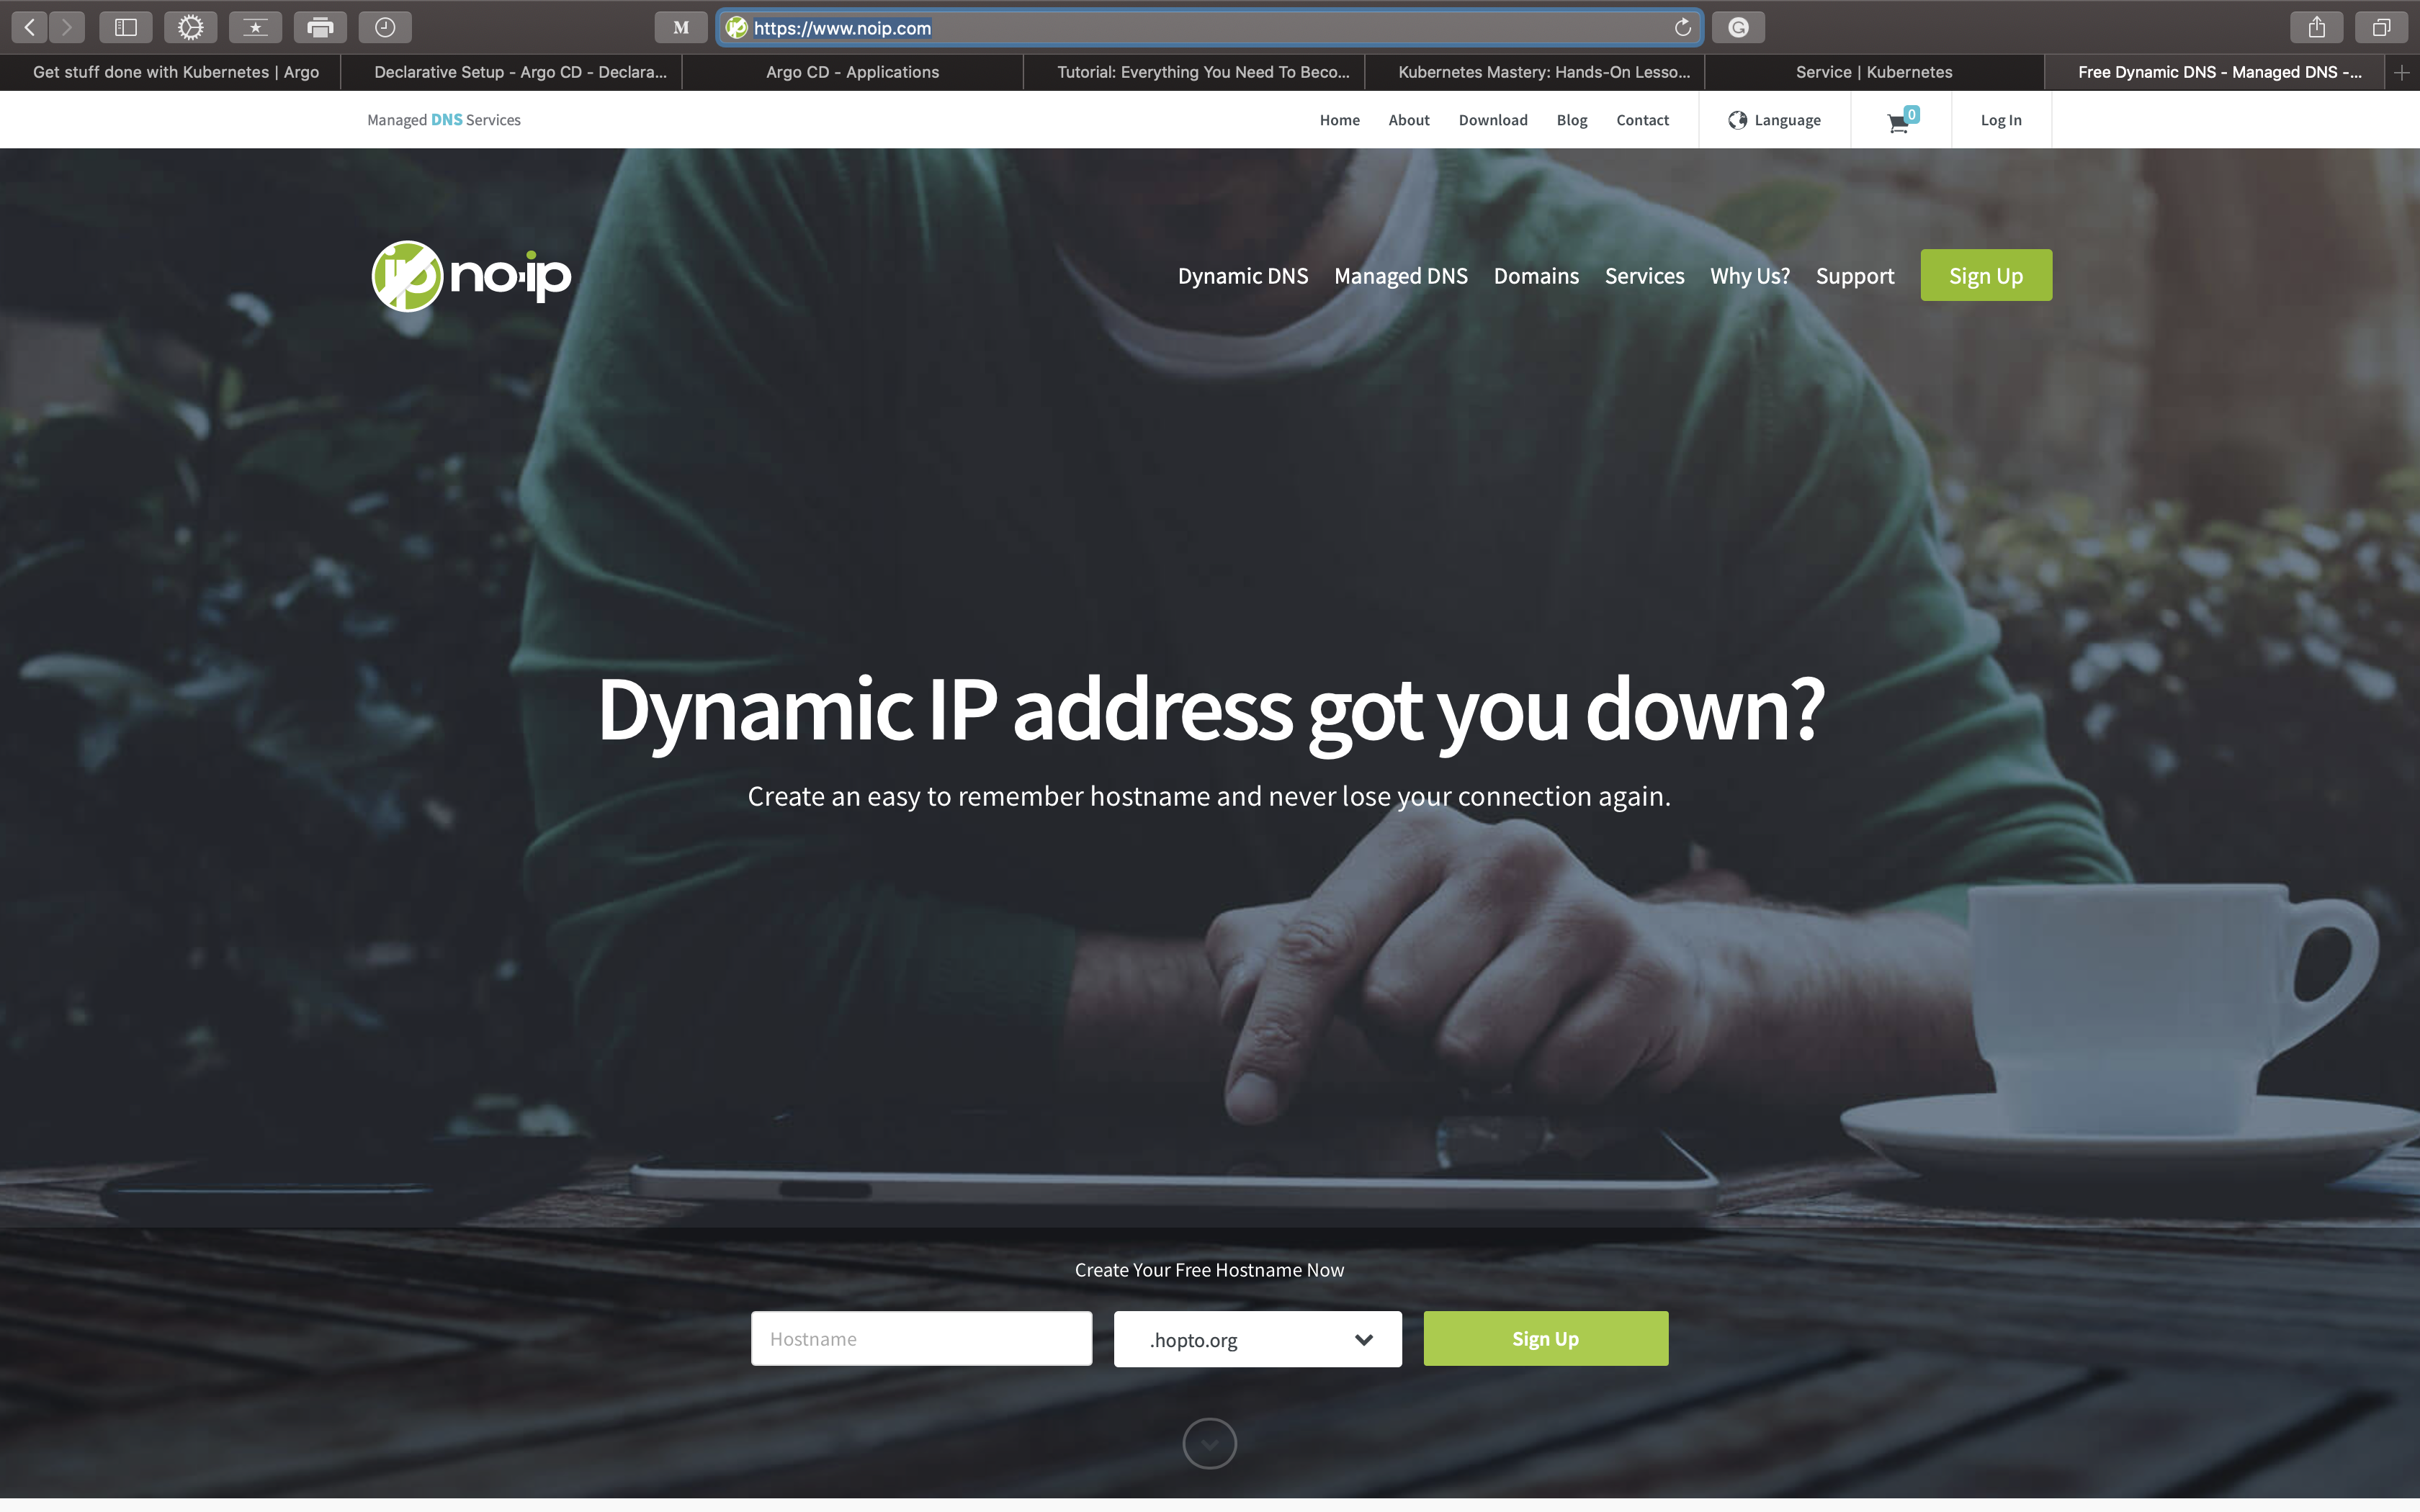 M
https://www.noip.com
Get stuff done with Kubernetes | Argo
Declarative Setup - Argo CD - Declara...
Argo CD - Applications
Tutorial: Everything You Need To Beco...
Kubernetes Mastery: Hands-On Lesso...
Service | Kubernetes
Free Dynamic DNS - Managed DNS -...
Managed DNS Services
Home
About
Download
Blog
Contact
Language
0
Log In
ip no-ip
Dynamic DNS
Managed DNS
Domains
Services
Why Us?
Support
Sign Up
Dynamic IP address got you down?
Create an easy to remember hostname and never lose your connection again.
Create Your Free Hostname Now
Hostname
.hopto.org
Sign Up